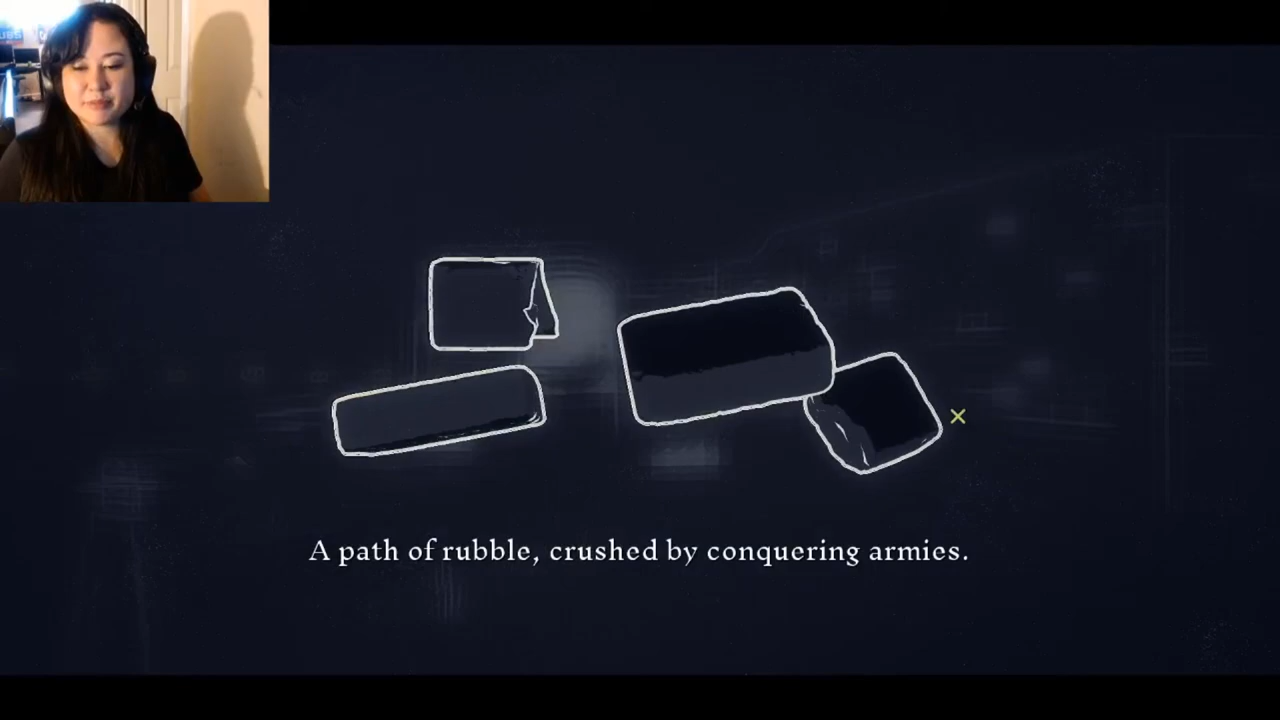 A path of rubble, crushed by conquering armies.